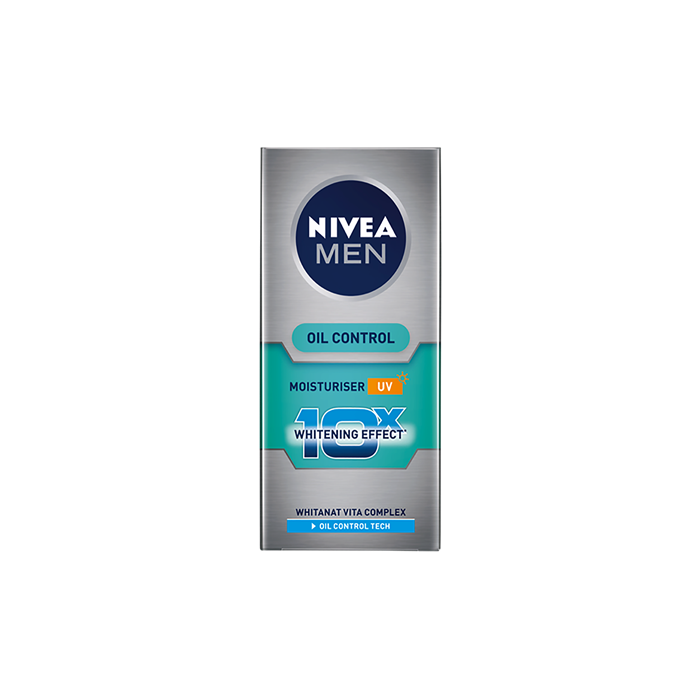 NIVEA
MEN
OIL CONTROL
MOISTURISER UV
10X
WHITENING EFFECT*
WHITANAT VITA COMPLEX
OIL CONTROL TECH